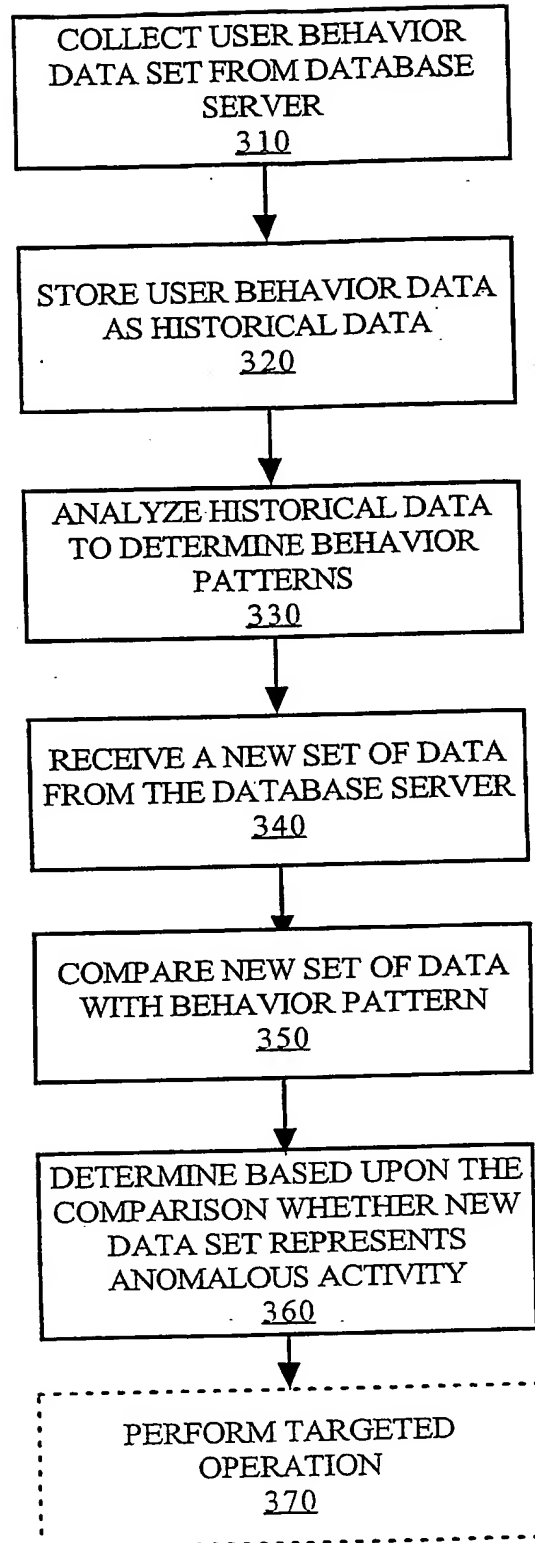 COLLECT USER BEHAVIOR
DATA SET FROM DATABASE
SERVER
310
STORE USER BEHAVIOR DATA
AS HISTORICAL DATA
320
ANALYZE HISTORICAL DATA
TO DETERMINE BEHAVIOR
PATTERNS
330
RECEIVE A NEW SET OF DATA
FROM THE DATABASE SERVER
340
COMPARE NEW SET OF DATA
WITH BEHAVIOR PATTERN
350
DETERMINE BASED UPON THE
COMPARISON WHETHER NEW
DATA SET REPRESENTS
ANOMALOUS ACTIVITY
360
PERFORM TARGETED
OPERATION
370